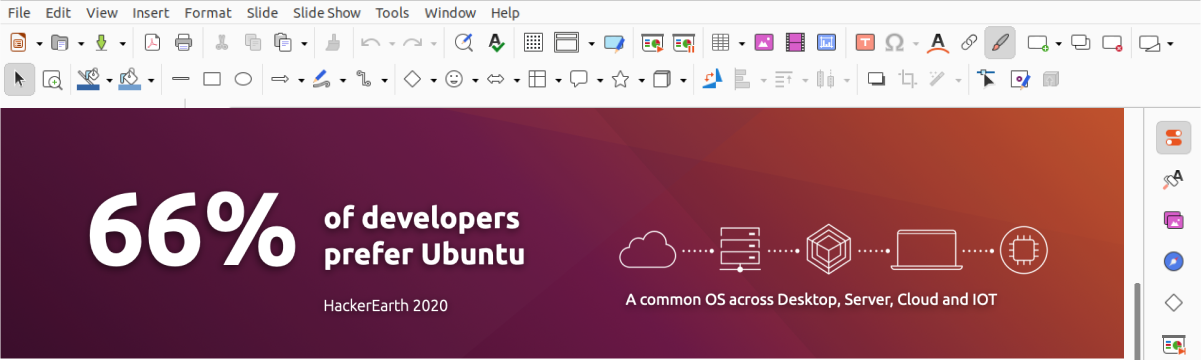 File Edit View Insert Format Slide Slide Show Tools Window Help
66%
of developers
prefer Ubuntu
HackerEarth 2020
A common OS across Desktop, Server, Cloud and IOT